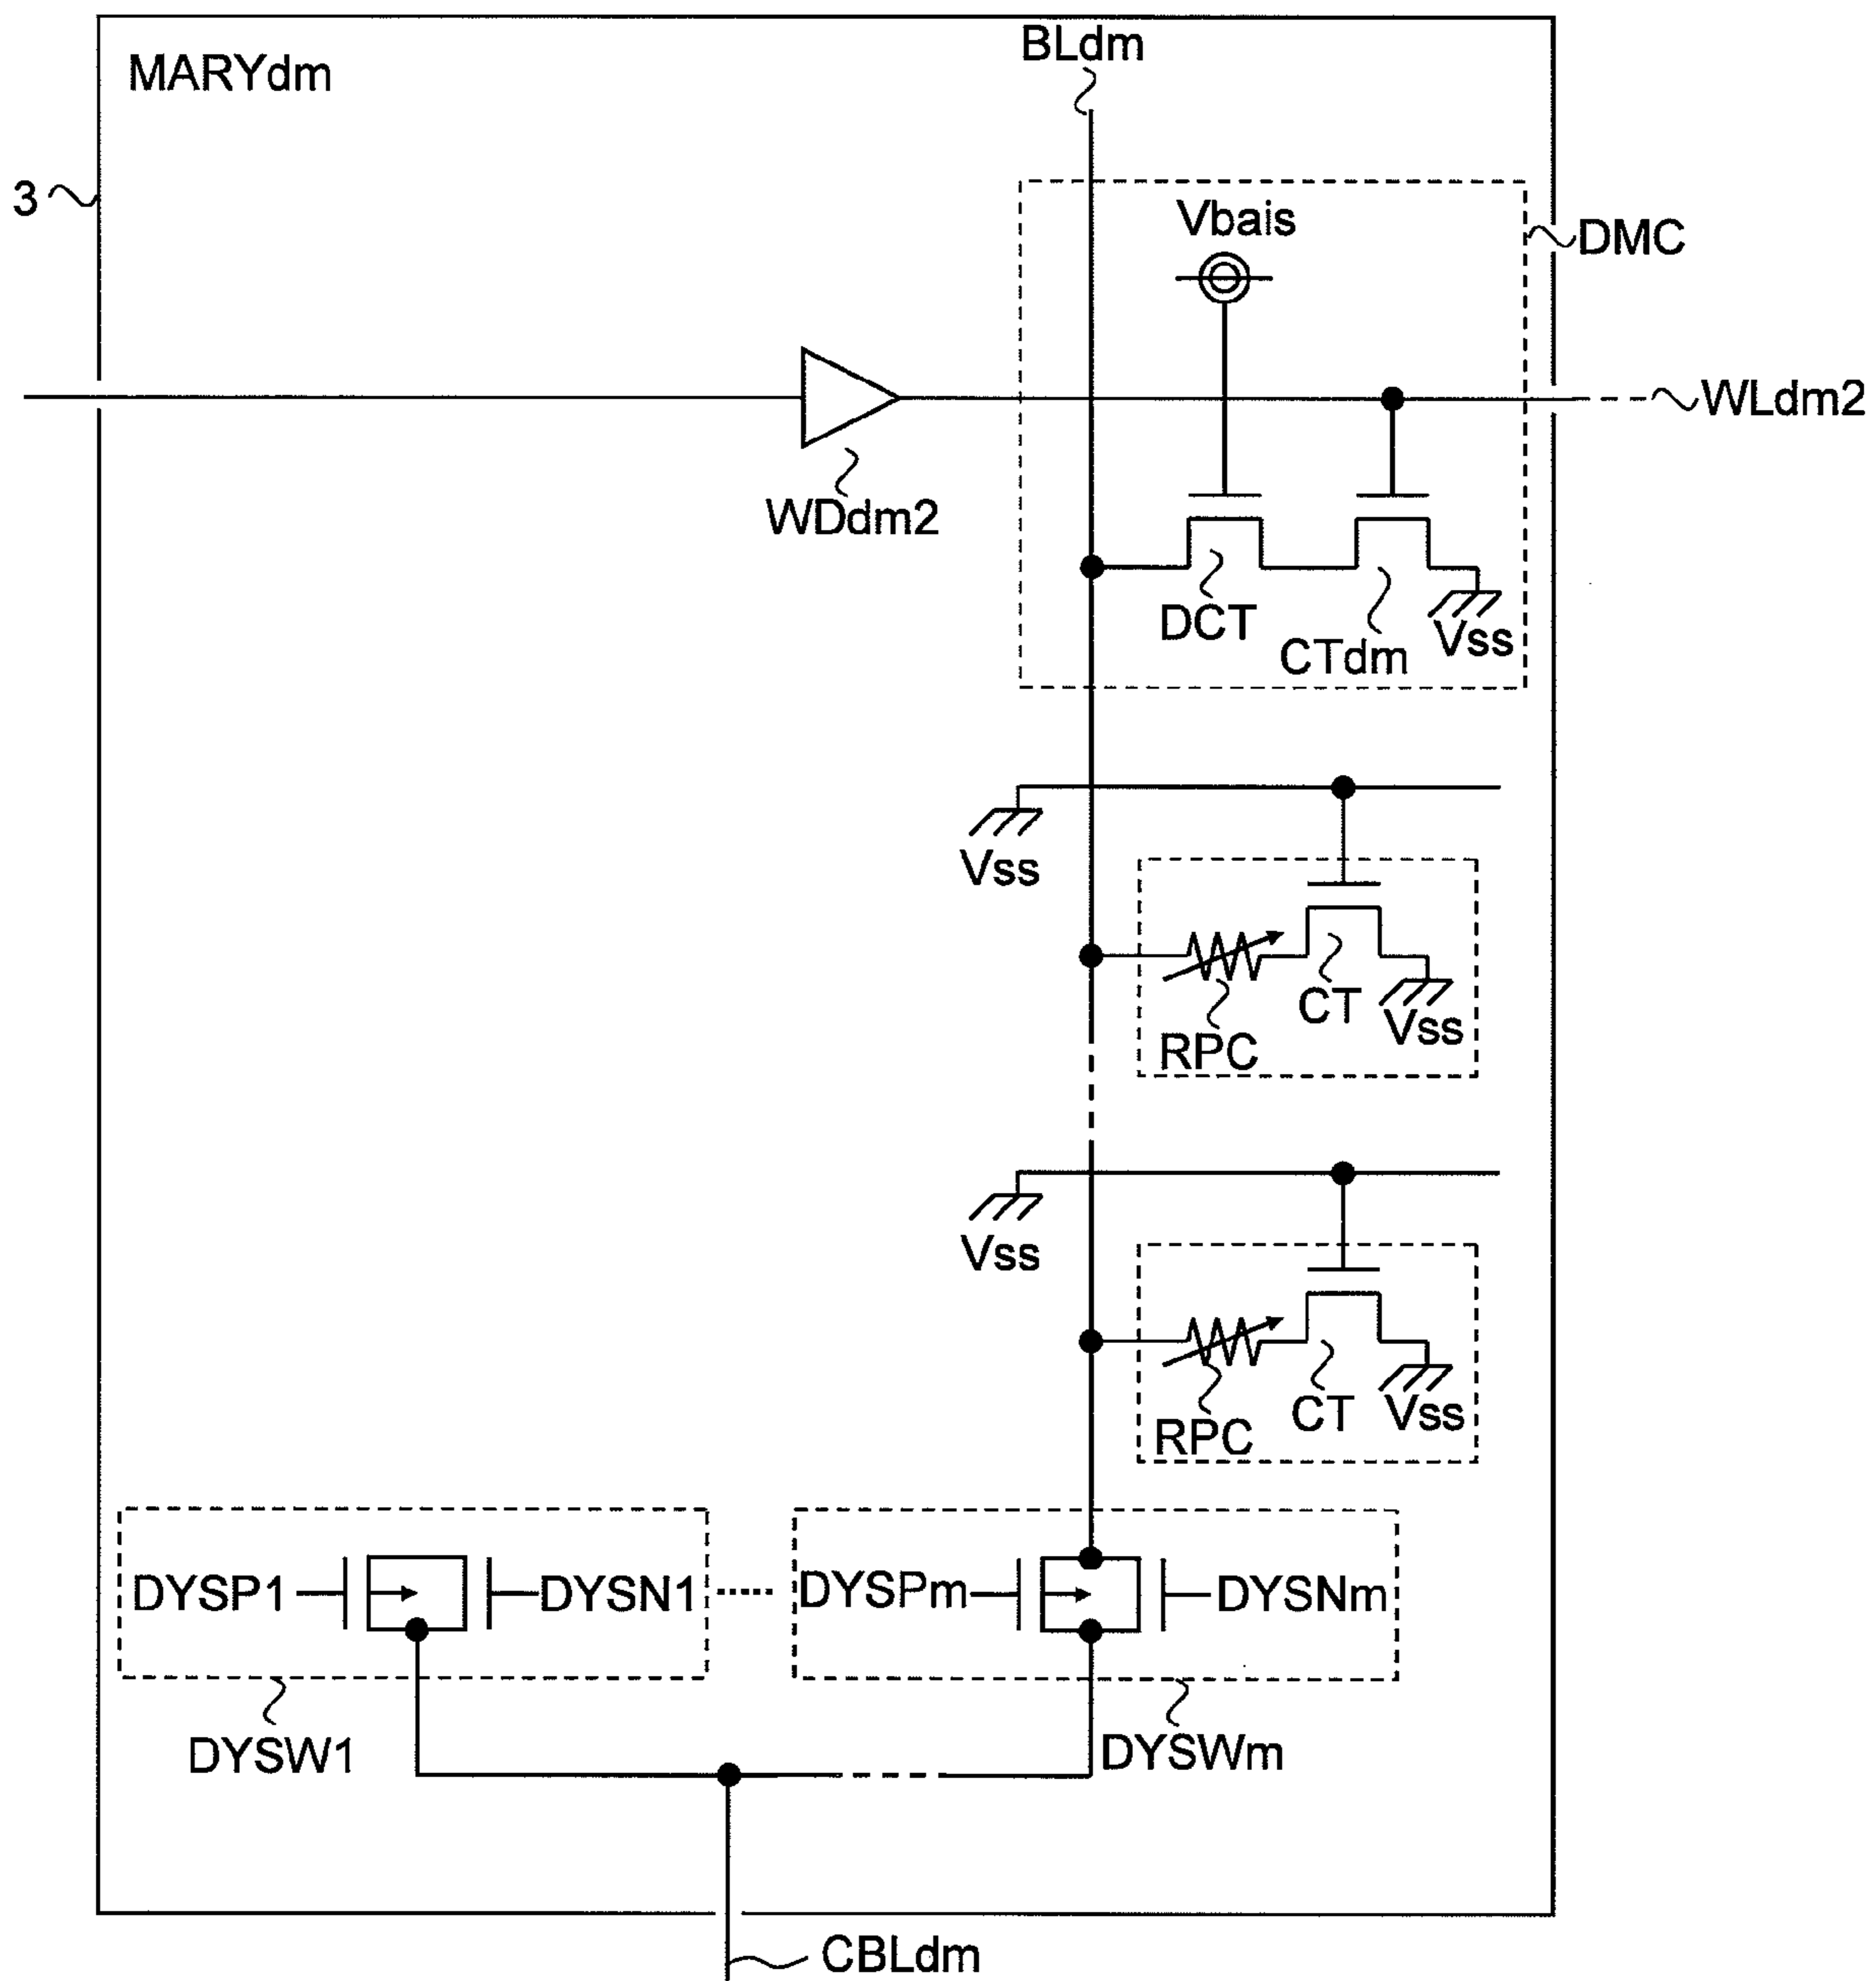 BLdm
MARYdm
3
Vbais
DMC
WLdm2
WDdm2
DCT
CTdm
Vss
Vss
CT
Vss
RPC
Vss
CT
Vss
RPC
DYSP1
DYSN1
DYSPm
DYSNm
DYSW1
DYSWm
CBLdm